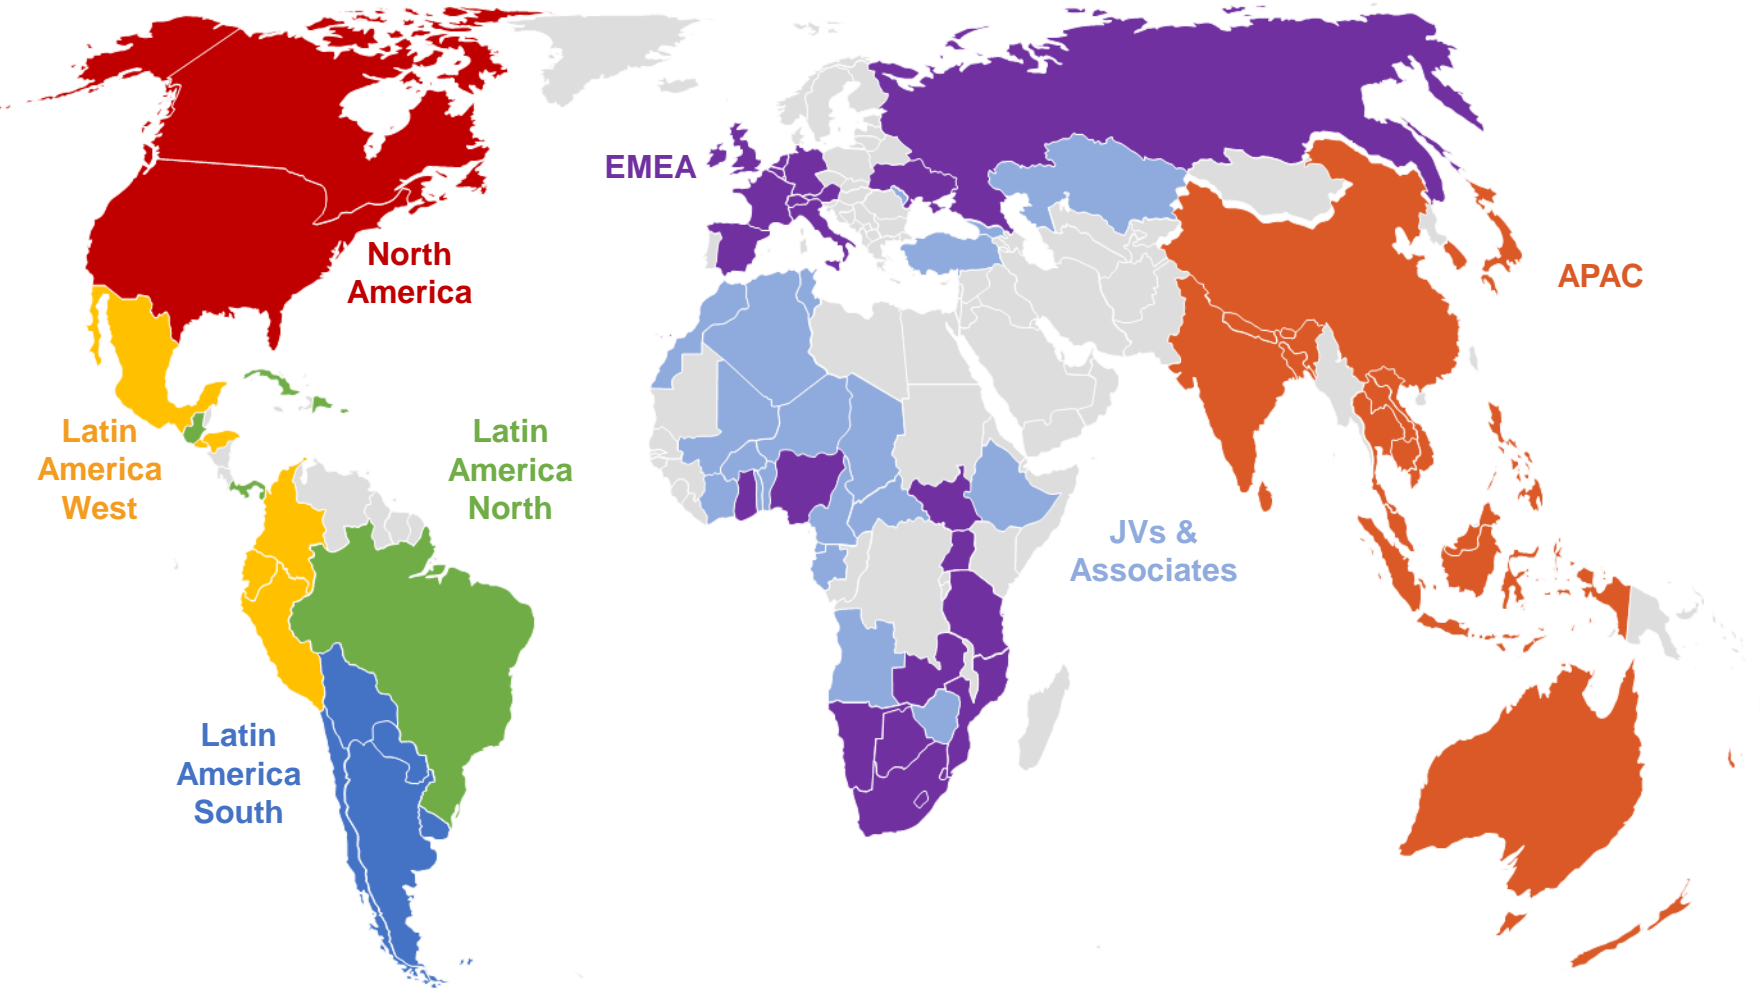 EMEA
North
America
APAC
Latin
America
West
Latin
America
North
JVs &
Associates
Latin
America
South